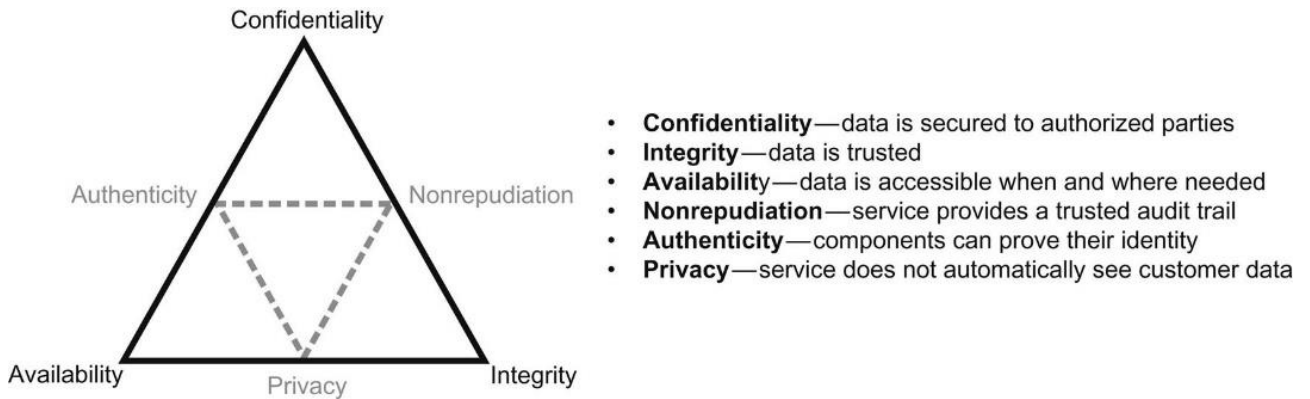 Confidentiality
Authenticity
Nonrepudiation
Availability
Privacy
Integrity
• Confidentiality—data is secured to authorized parties
• Integrity—data is trusted
• Availability—data is accessible when and where needed
• Nonrepudiation—service provides a trusted audit trail
• Authenticity—components can prove their identity
• Privacy—service does not automatically see customer data